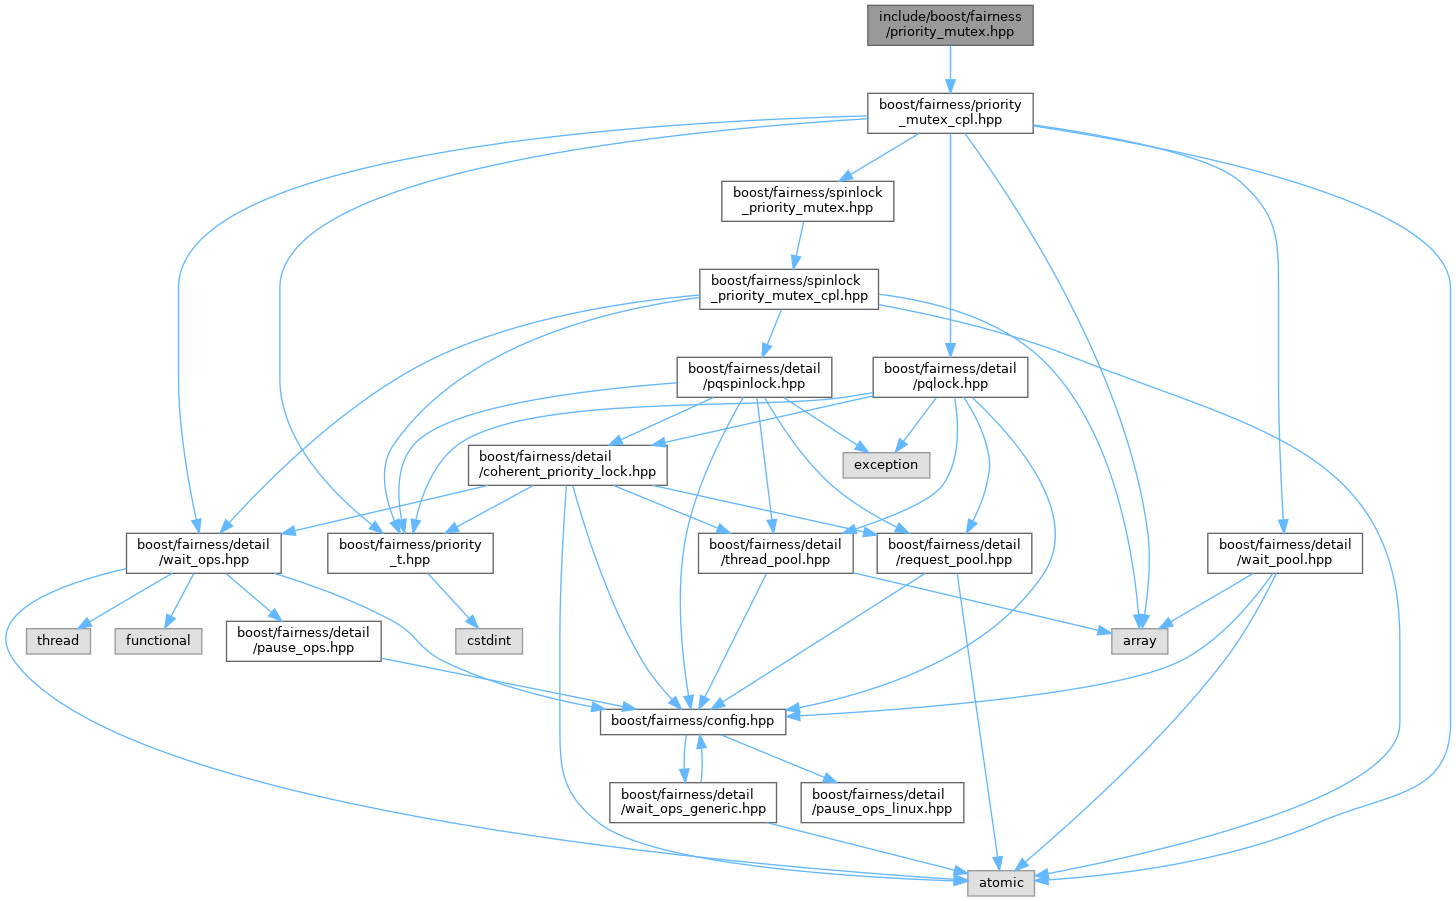 include/boost/fairness
/priority_mutex.hpp
boost/fairness/priority
_mutex_cpl.hpp
boost/fairness/spinlock
_priority_mutex.hpp
boost/fairness/spinlock
_priority_mutex_cpl.hpp
boost/fairness/detail
/pqspinlock.hpp
boost/fairness/detail
/pqlock.hpp
boost/fairness/detail
/coherent_priority_lock.hpp
exception
boost/fairness/detail
/wait_ops.hpp
boost/fairness/priority
_t.hpp
boost/fairness/detail
/thread_pool.hpp
boost/fairness/detail
/request_pool.hpp
boost/fairness/detail
/wait_pool.hpp
thread
functional
boost/fairness/detail
/pause_ops.hpp
cstdint
array
boost/fairness/config.hpp
boost/fairness/detail
/wait_ops_generic.hpp
boost/fairness/detail
/pause_ops_linux.hpp
atomic